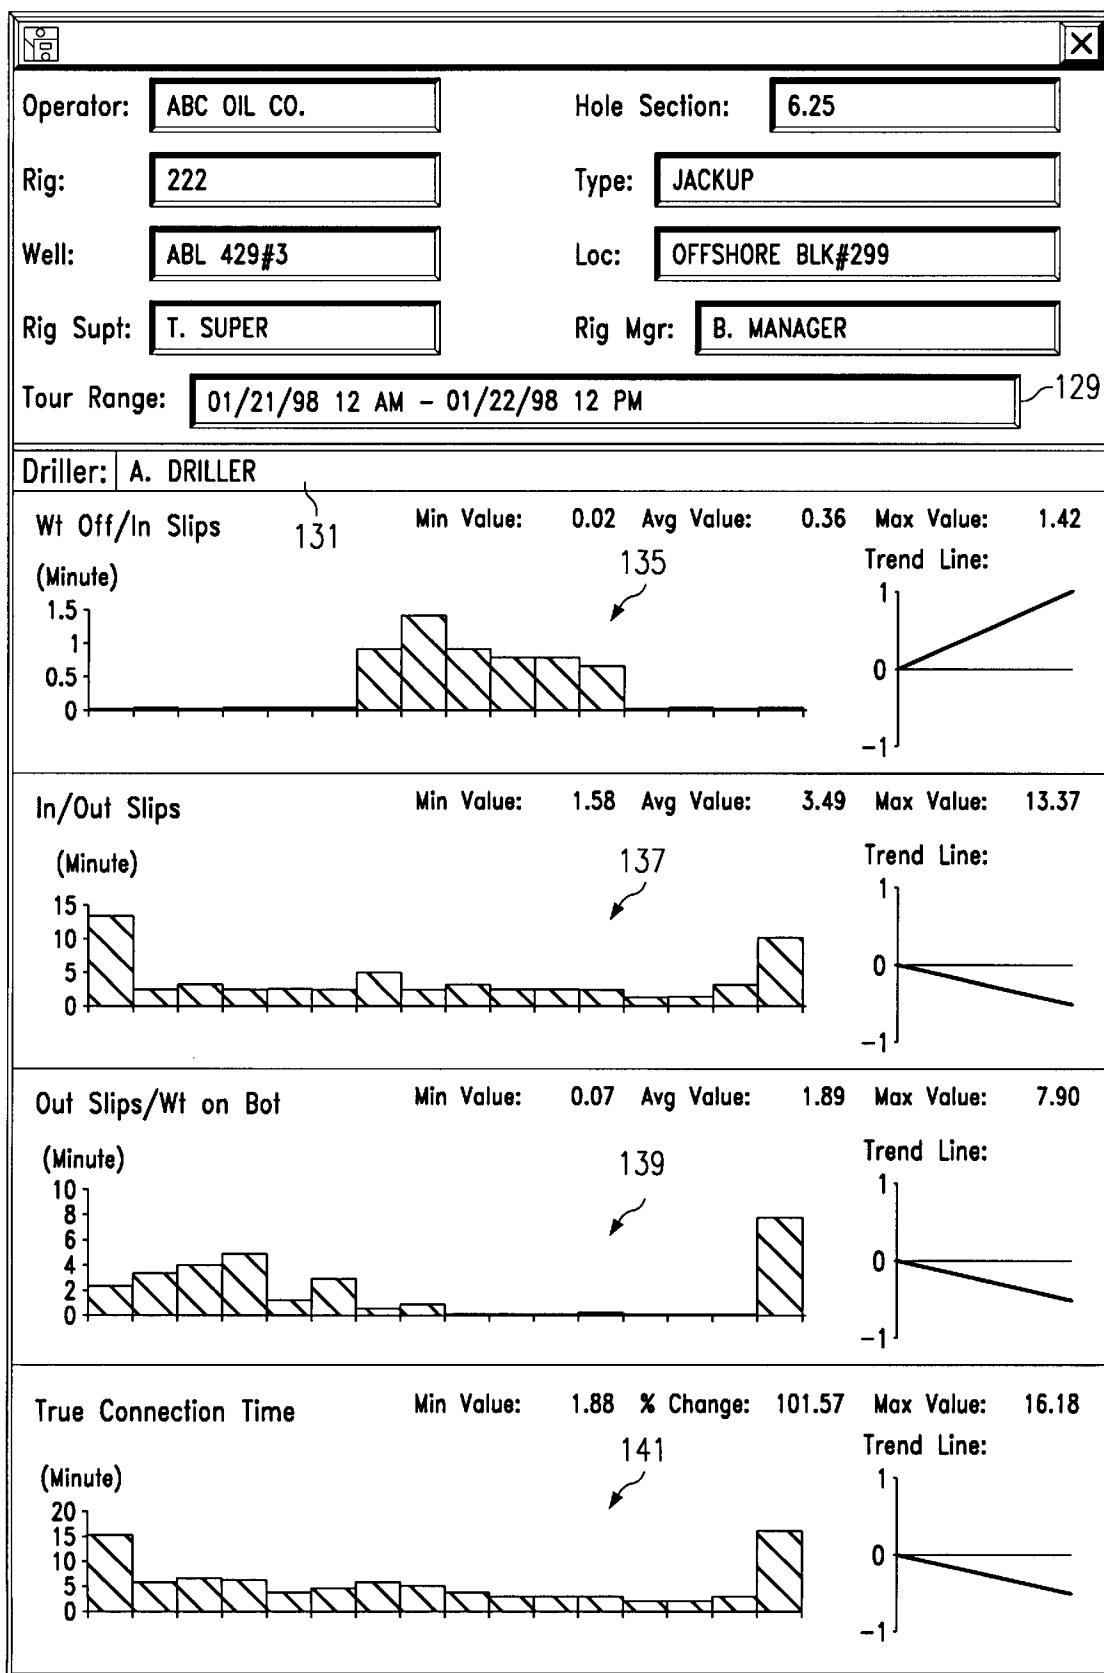 Operator: ABC OIL CO. Hole Section: 6.25
Rig: 222 Type: JACKUP
Well: ABL 429#3 Loc: OFFSHORE BLK#299
Rig Supt: T. SUPER Rig Mgr: B. MANAGER
Tour Range: 01/21/98 12 AM – 01/22/98 12 PM 129
Driller: A. DRILLER
131
Wt Off/In Slips Min Value: 0.02 Avg Value: 0.36 Max Value: 1.42
(Minute) 135 Trend Line:
1.5
1
0.5
0
1
0
-1
In/Out Slips Min Value: 1.58 Avg Value: 3.49 Max Value: 13.37
(Minute) 137 Trend Line:
15
10
5
0
1
0
-1
Out Slips/Wt on Bot Min Value: 0.07 Avg Value: 1.89 Max Value: 7.90
(Minute) 139 Trend Line:
10
8
6
4
2
0
1
0
-1
True Connection Time Min Value: 1.88 % Change: 101.57 Max Value: 16.18
(Minute) 141 Trend Line:
20
15
10
5
0
1
0
-1